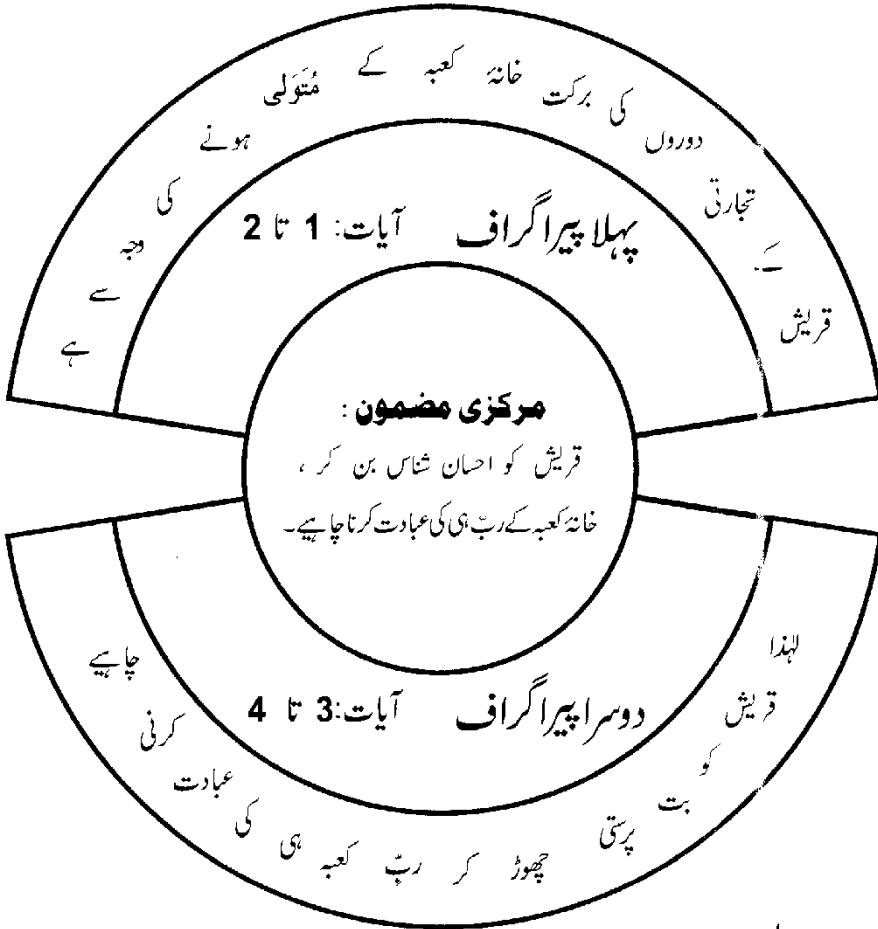 قریش کے تجارتی دوروں کی برکت خانۂ کعبہ کے مُتَوَلی ہونے کی وجہ سے ہے
پہلا پیراگراف آیات: 1 تا 2
مرکزی مضمون :
قریش کو احسان شناس بن کر ،
خانۂ کعبہ کے ربّ ہی کی عبادت کرنا چاہیے۔
دوسرا پیراگراف آیات:3 تا 4
لہٰذا قریش کو بت پرستی چھوڑ کر ربِّ کعبہ ہی کی عبادت کرنی چاہیے